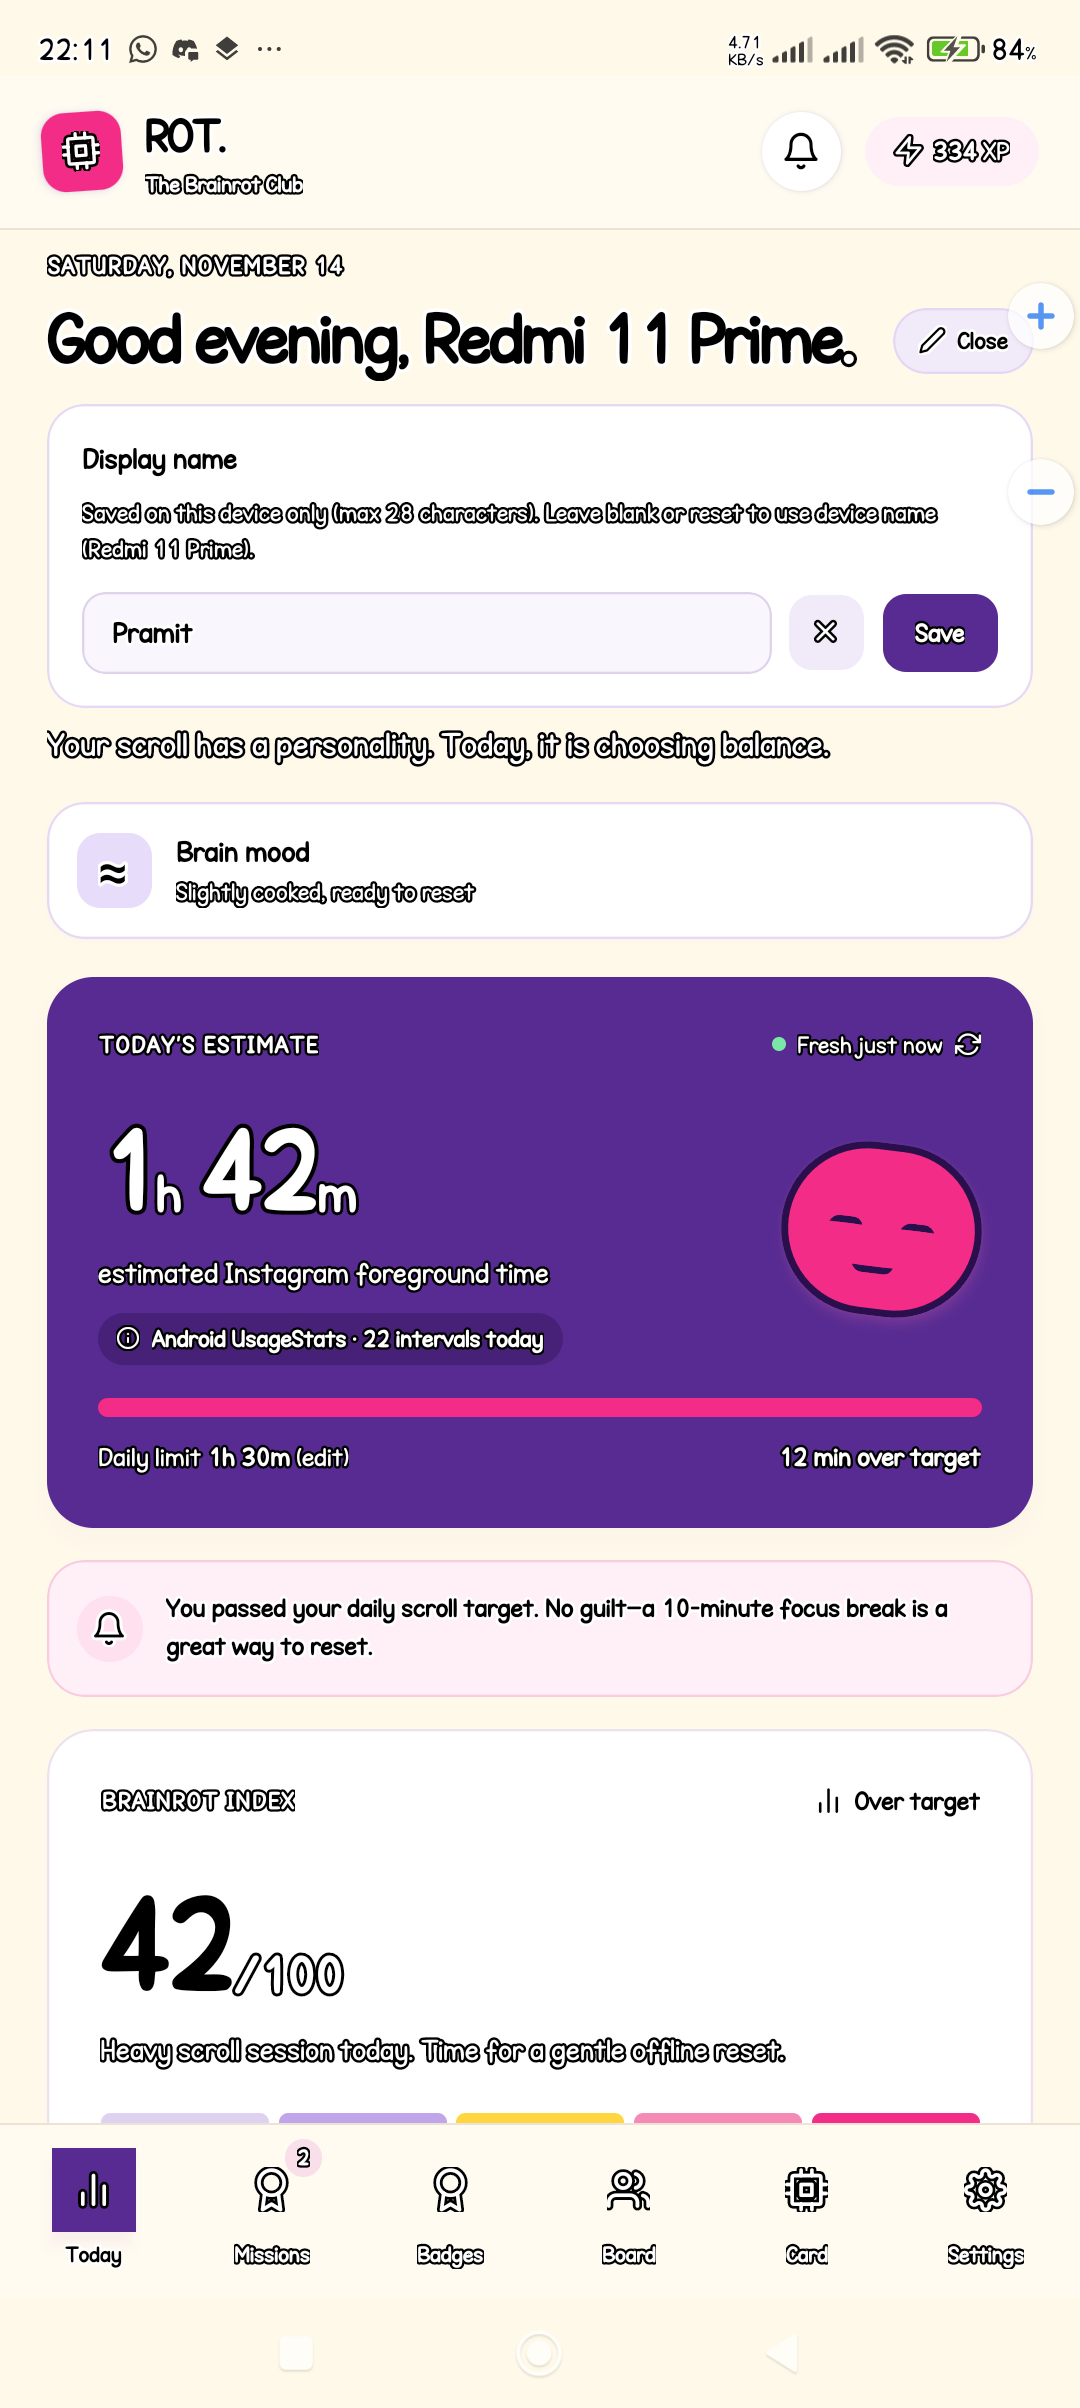 22:11
4.71 KB/s
84%
ROT.
The Brainrot Club
334 XP
SATURDAY, NOVEMBER 14
Good evening, Redmi 11 Prime.
Close
Display name
Saved on this device only (max 28 characters). Leave blank or reset to use device name
(Redmi 11 Prime).
Pramit
Save
Your scroll has a personality. Today, it is choosing balance.
≈
Brain mood
Slightly cooked, ready to reset
TODAY'S ESTIMATE
Fresh just now
1h 42m
estimated Instagram foreground time
Android UsageStats · 22 intervals today
Daily limit 1h 30m (edit)
12 min over target
You passed your daily scroll target. No guilt—a 10-minute focus break is a
great way to reset.
BRAINROT INDEX
Over target
42/100
Heavy scroll session today. Time for a gentle offline reset.
2
Today
Missions
Badges
Board
Card
Settings